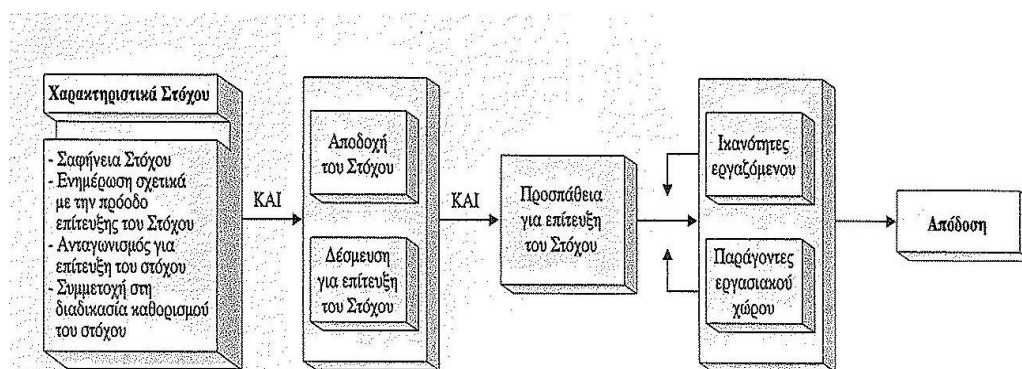 Χαρακτηριστικά Στόχου
- Σαφήνεια Στόχου
- Ενημέρωση σχετικά
με την πρόοδο
επίτευξης του Στόχου
- Ανταγωνισμός για
επίτευξη του στόχου
- Συμμετοχή στη
διαδικασία καθορισμού
του στόχου
ΚΑΙ
Αποδοχή
του Στόχου
Δέσμευση
για επίτευξη
του Στόχου
ΚΑΙ
Προσπάθεια
για επίτευξη
του Στόχου
Ικανότητες
εργαζόμενου
Παράγοντες
εργασιακού
χώρου
Απόδοση